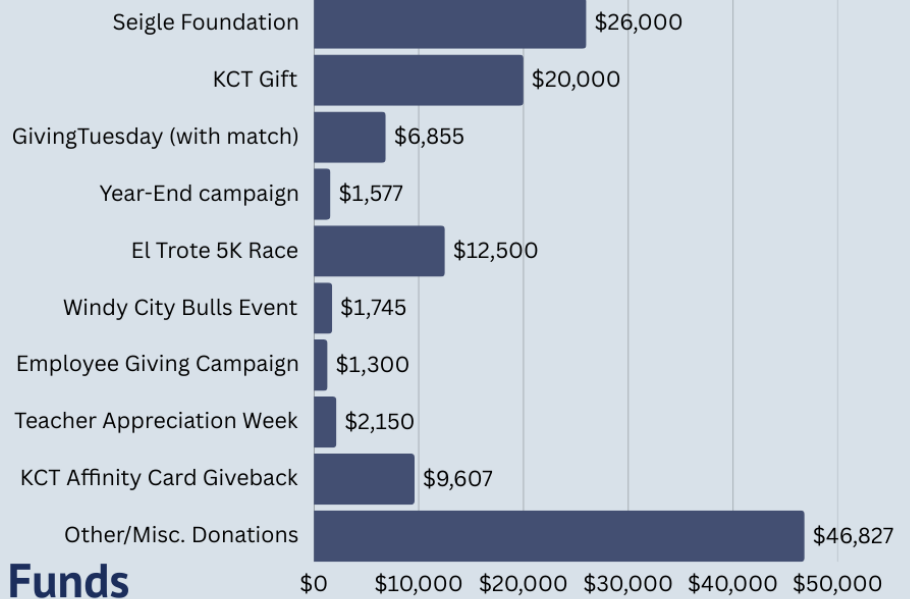 Seigle Foundation $26,000
KCT Gift $20,000
GivingTuesday (with match) $6,855
Year-End campaign $1,577
El Trote 5K Race $12,500
Windy City Bulls Event $1,745
Employee Giving Campaign $1,300
Teacher Appreciation Week $2,150
KCT Affinity Card Giveback $9,607
Other/Misc. Donations $46,827
Funds
$0 $10,000 $20,000 $30,000 $40,000 $50,000